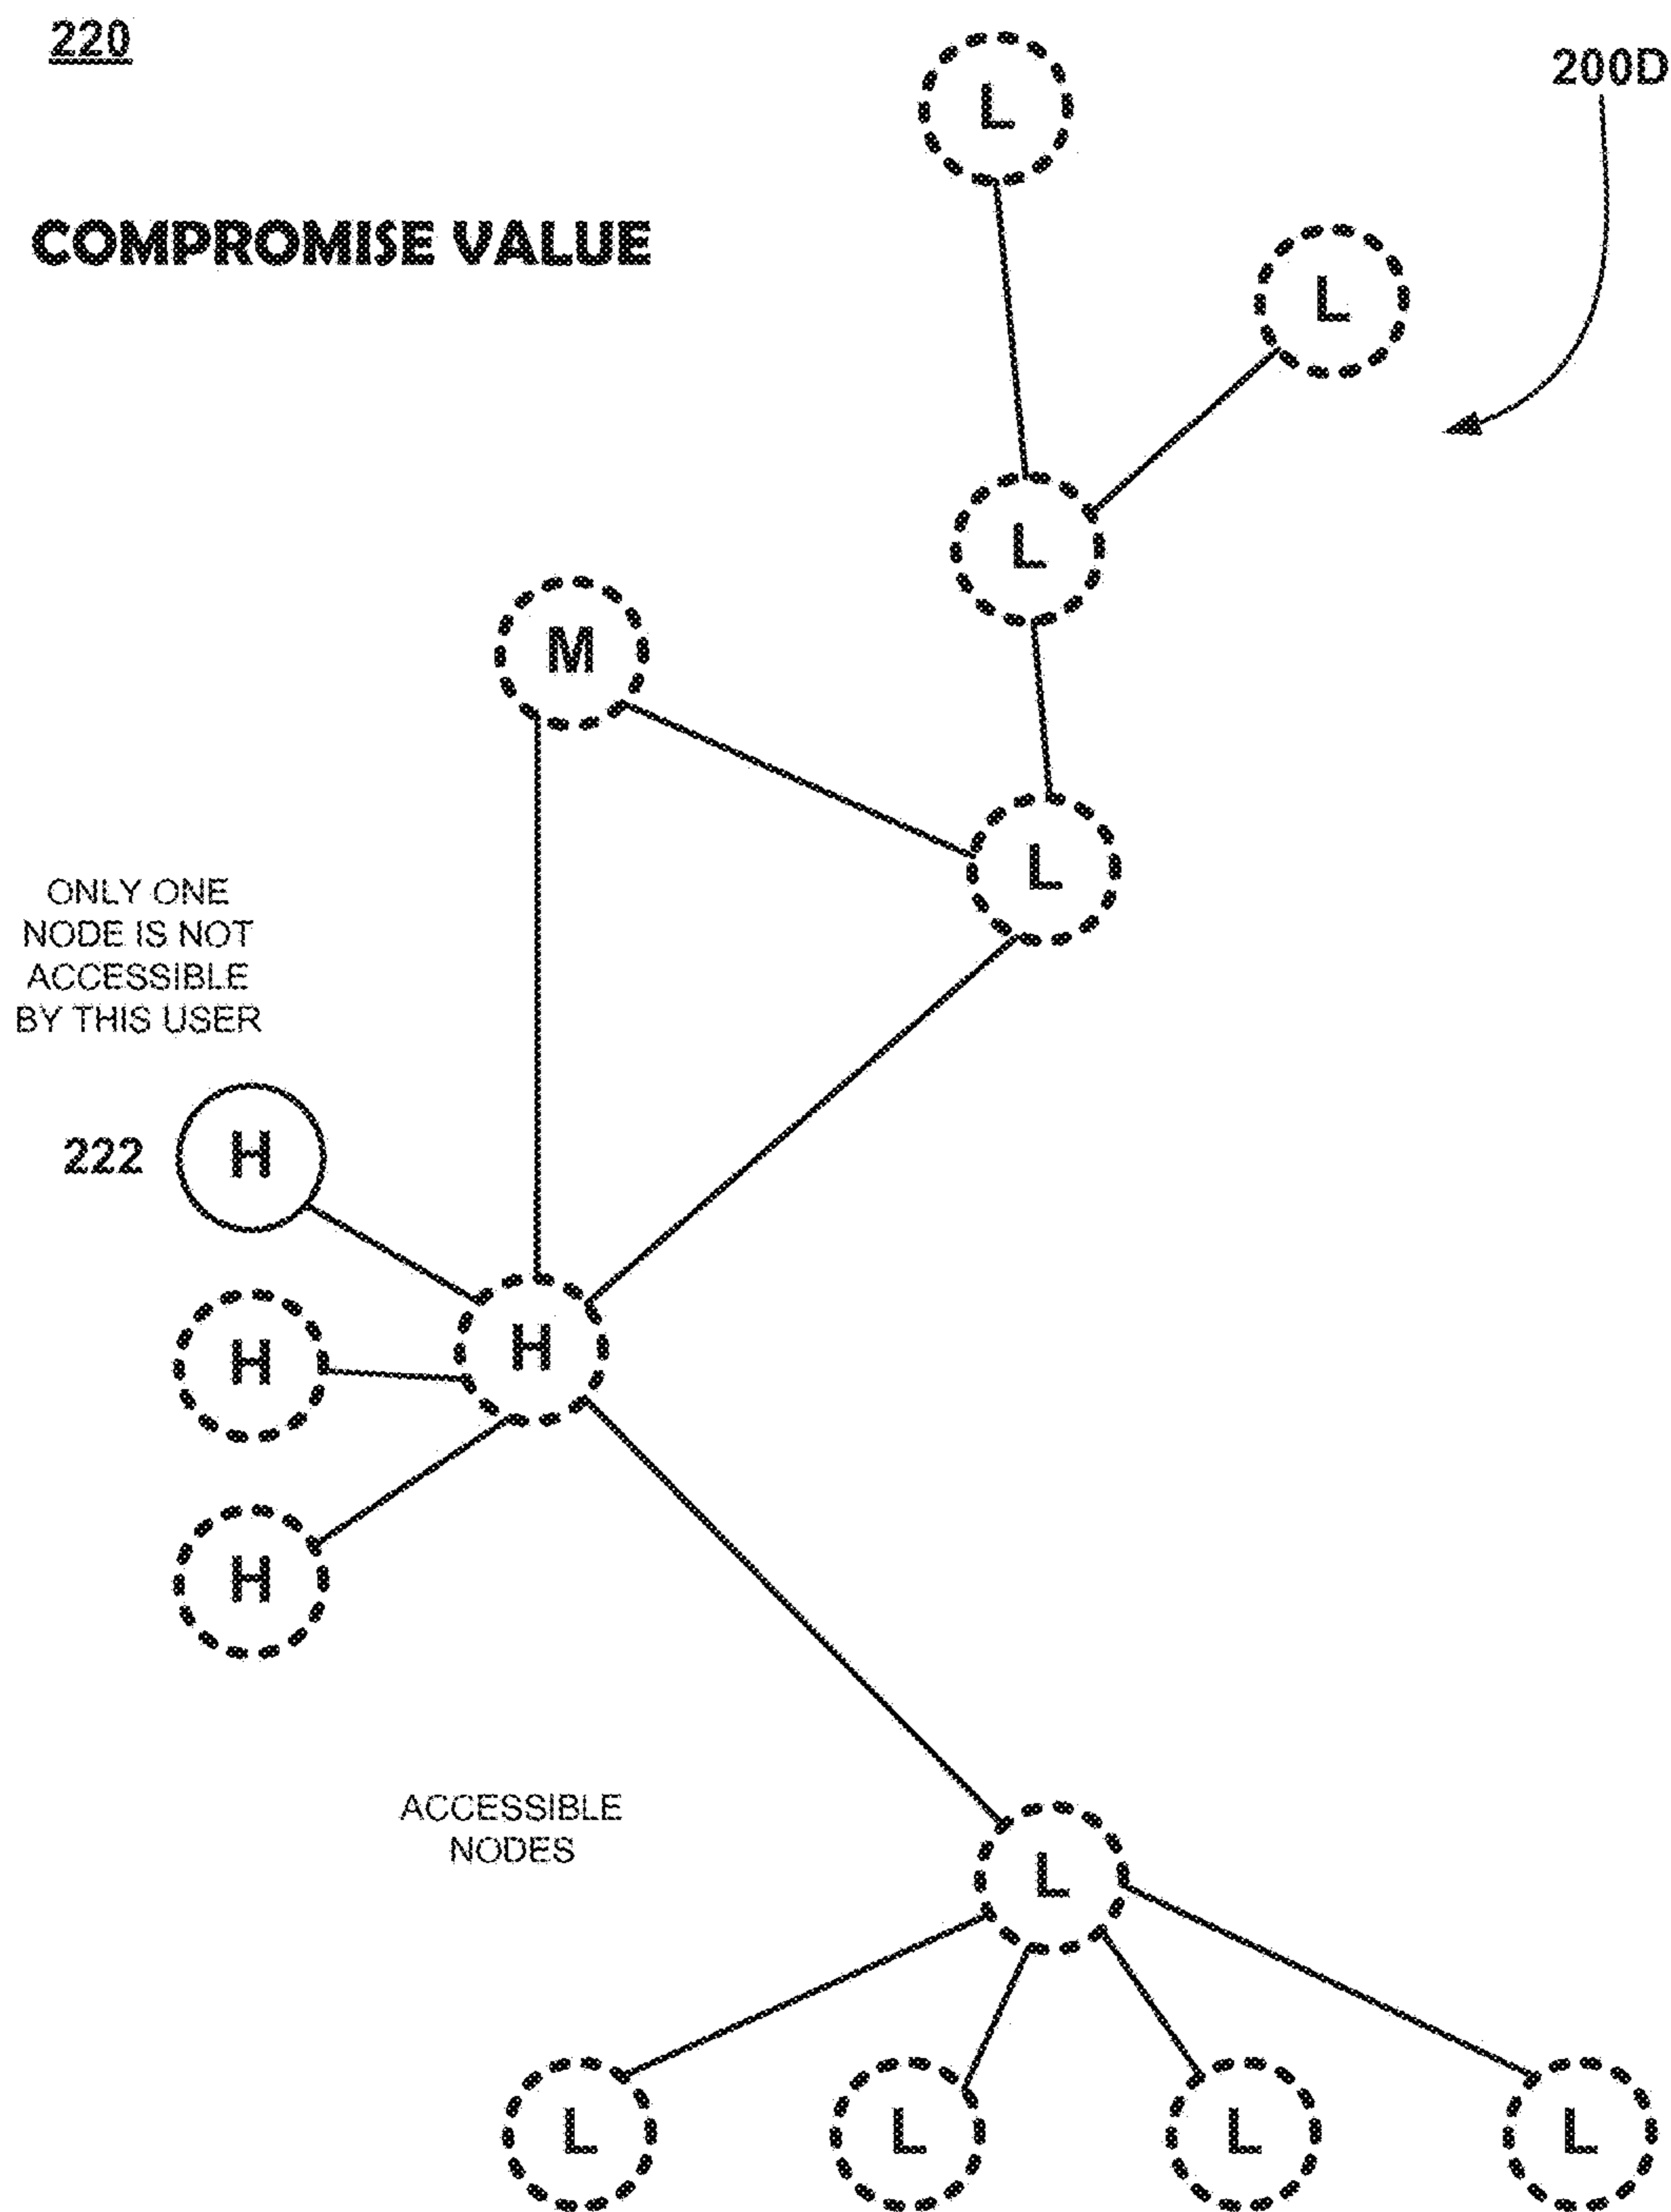 220
200D
L
COMPROMISE VALUE
L
L
M
L
ONLY ONE
NODE IS NOT
ACCESSIBLE
BY THIS USER
222
H
H
H
H
ACCESSIBLE
NODES
L
L
L
L
L